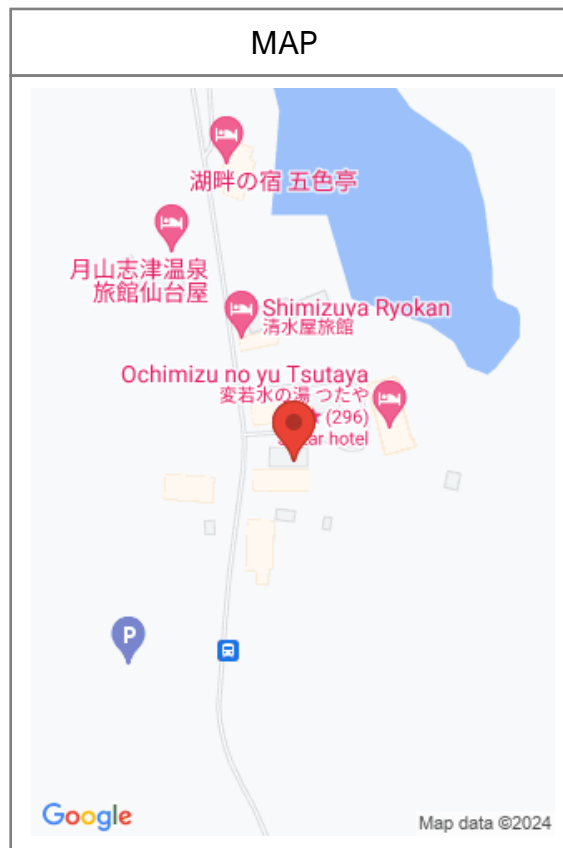 MAP
湖畔の宿 五色亭
月山志津温泉
旅館仙台屋
Shimizuya Ryokan
清水屋旅館
Ochimizu no yu Tsutaya
変若水の湯 つたや
(296)
hotel
P
Google
Map data ©2024